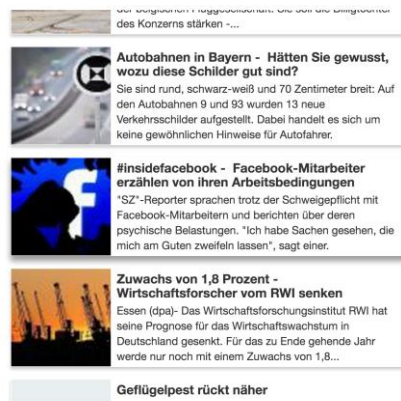 der belgischen Fluggesellschaft. Sie soll die Billigtochter
des Konzerns stärken -...
Autobahnen in Bayern - Hätten Sie gewusst,
wozu diese Schilder gut sind?
Sie sind rund, schwarz-weiß und 70 Zentimeter breit: Auf
den Autobahnen 9 und 93 wurden 13 neue
Verkehrsschilder aufgestellt. Dabei handelt es sich um
keine gewöhnlichen Hinweise für Autofahrer.
#insidefacebook - Facebook-Mitarbeiter
erzählen von ihren Arbeitsbedingungen
"SZ"-Reporter sprachen trotz der Schweigepflicht mit
Facebook-Mitarbeitern und berichten über deren
psychische Belastungen. "Ich habe Sachen gesehen, die
mich am Guten zweifeln lassen", sagt einer.
Zuwachs von 1,8 Prozent -
Wirtschaftsforscher vom RWI senken
Essen (dpa)- Das Wirtschaftsforschungsinstitut RWI hat
seine Prognose für das Wirtschaftswachstum in
Deutschland gesenkt. Für das zu Ende gehende Jahr
werde nur noch mit einem Zuwachs von 1,8...
Geflügelpest rückt näher